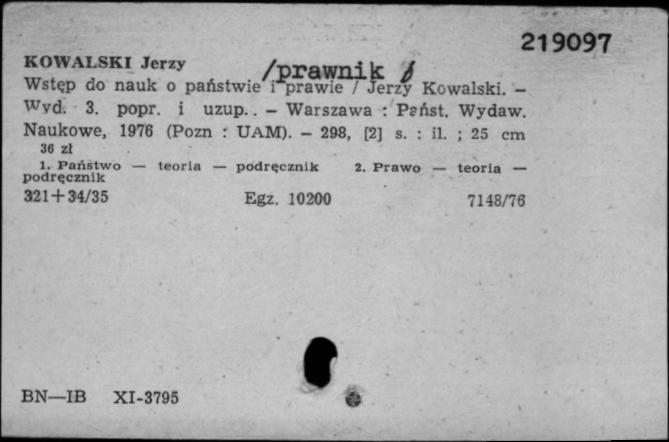 219097
KOWALSKI Jerzy /prawnik /
Wstęp do nauk o państwie i prawie / Jerzy Kowalski. –
Wyd. 3. popr. i uzup.. – Warszawa : Państ. Wydaw.
Naukowe, 1976 (Pozn : UAM). – 298, [2] s. : il. ; 25 cm
36 zł
1. Państwo — teoria — podręcznik 2. Prawo — teoria —
podręcznik
321+34/35 Egz. 10200 7148/76
BN—IB XI-3795